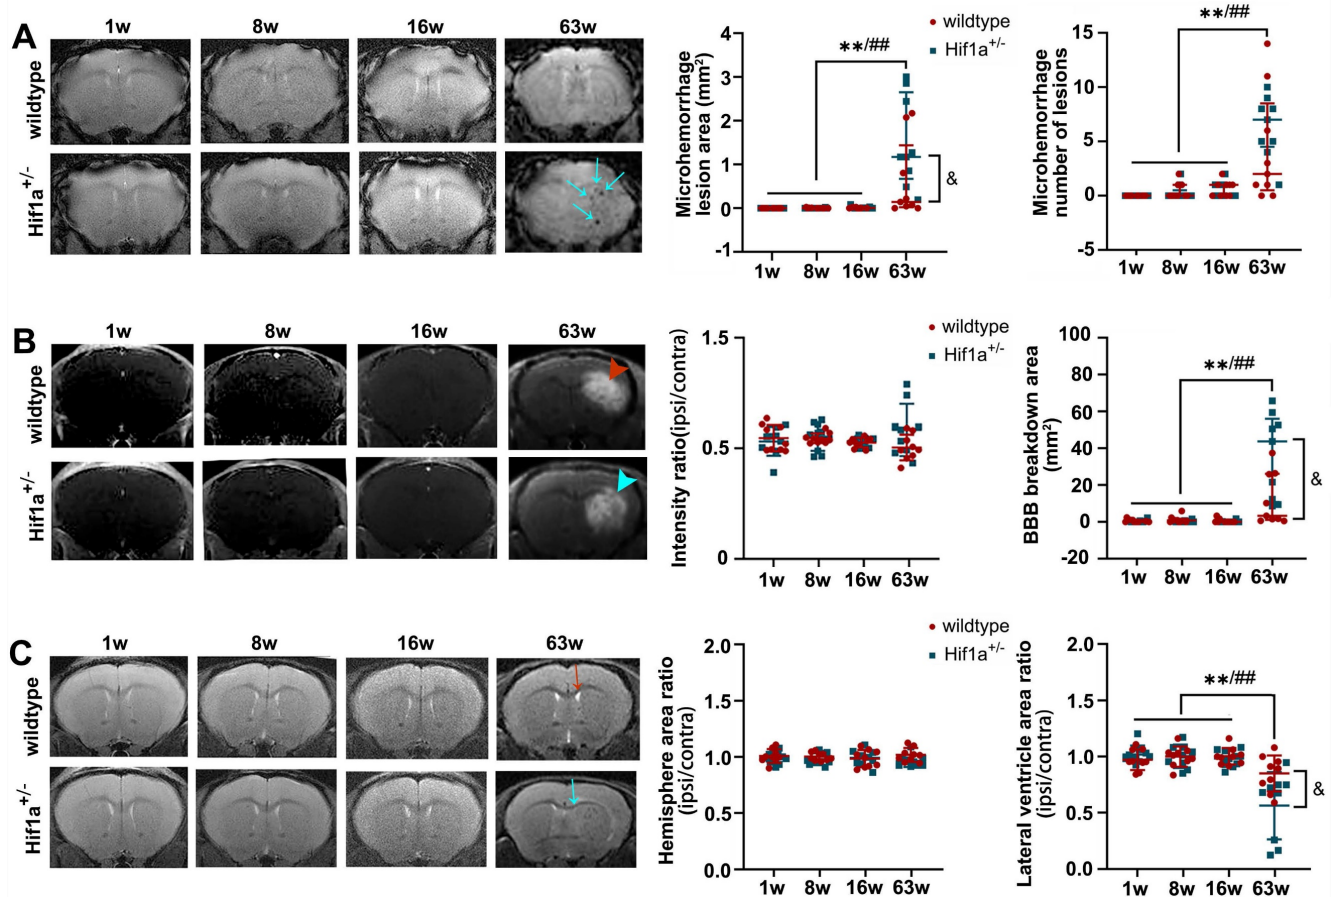 A
1w 8w 16w 63w
wildtype
Hif1a+/-
Microhemorrhage
lesion area (mm²)
4
3
2
1
0
-1
**/##
&
1w 8w 16w 63w
wildtype
Hif1a+/-
Microhemorrhage
number of lesions
15
10
5
0
-5
**/##
1w 8w 16w 63w
B
1w 8w 16w 63w
wildtype
Hif1a+/-
Intensity ratio(ipsi/contra)
1.5
0.5
0
1w 8w 16w 63w
wildtype
Hif1a+/-
BBB breakdown area
(mm²)
100
80
60
40
20
0
-20
**/##
&
1w 8w 16w 63w
C
1w 8w 16w 63w
wildtype
Hif1a+/-
Hemisphere area ratio
(ipsi/contra)
2.0
1.5
1.0
0.5
0.0
1w 8w 16w 63w
wildtype
Hif1a+/-
Lateral ventricle area ratio
(ipsi/contra)
2.0
1.5
1.0
0.5
0.0
**/##
&
1w 8w 16w 63w